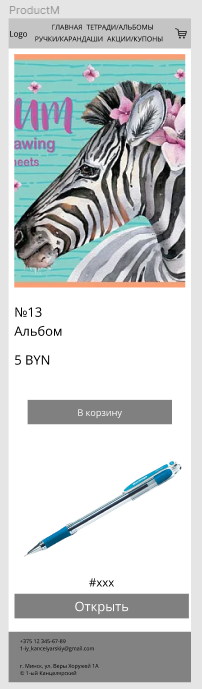 ProductM
Logo
ГЛАВНАЯ ТЕТРАДИ/АЛЬБОМЫ
РУЧКИ/КАРАНДАШИ АКЦИИ/КУПОНЫ
um
awing
heets
№13
Альбом
5 BYN
В корзину
#xxx
Открыть
+375 12 345-67-89
1-iy_kancelyarskiy@gmail.com
г. Минск, ул. Веры Хоружей 1А
© 1-ый Канцелярский